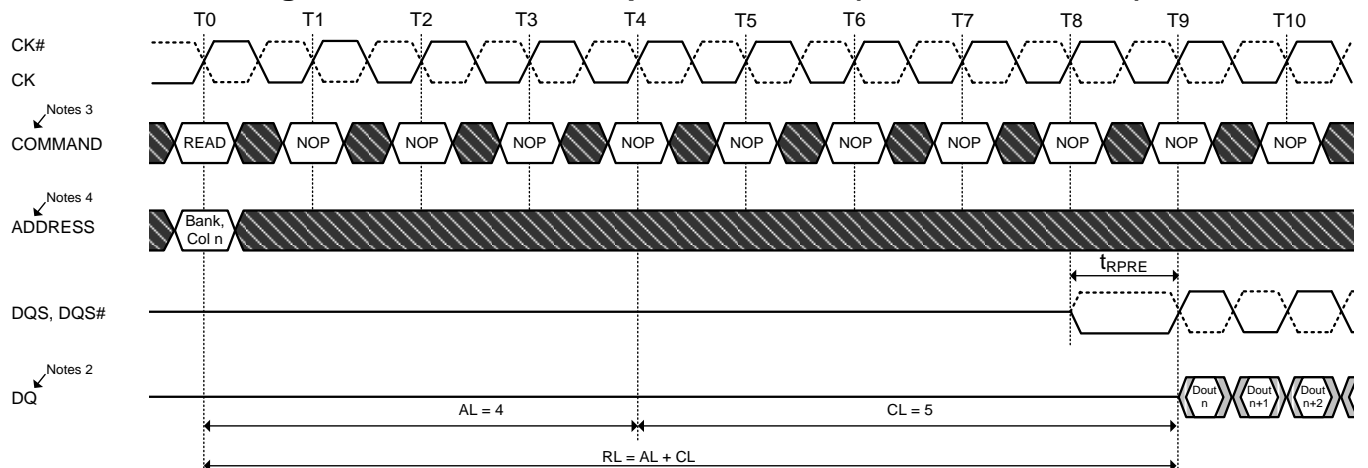 T0 T1 T2 T3 T4 T5 T6 T7 T8 T9 T10
CK#
CK
Notes 3
COMMAND READ NOP NOP NOP NOP NOP NOP NOP NOP NOP NOP
Notes 4
ADDRESS Bank,
Col n
tRPRE
DQS, DQS#
Notes 2
DQ
Dout n Dout n+1 Dout n+2
AL = 4 CL = 5
RL = AL + CL